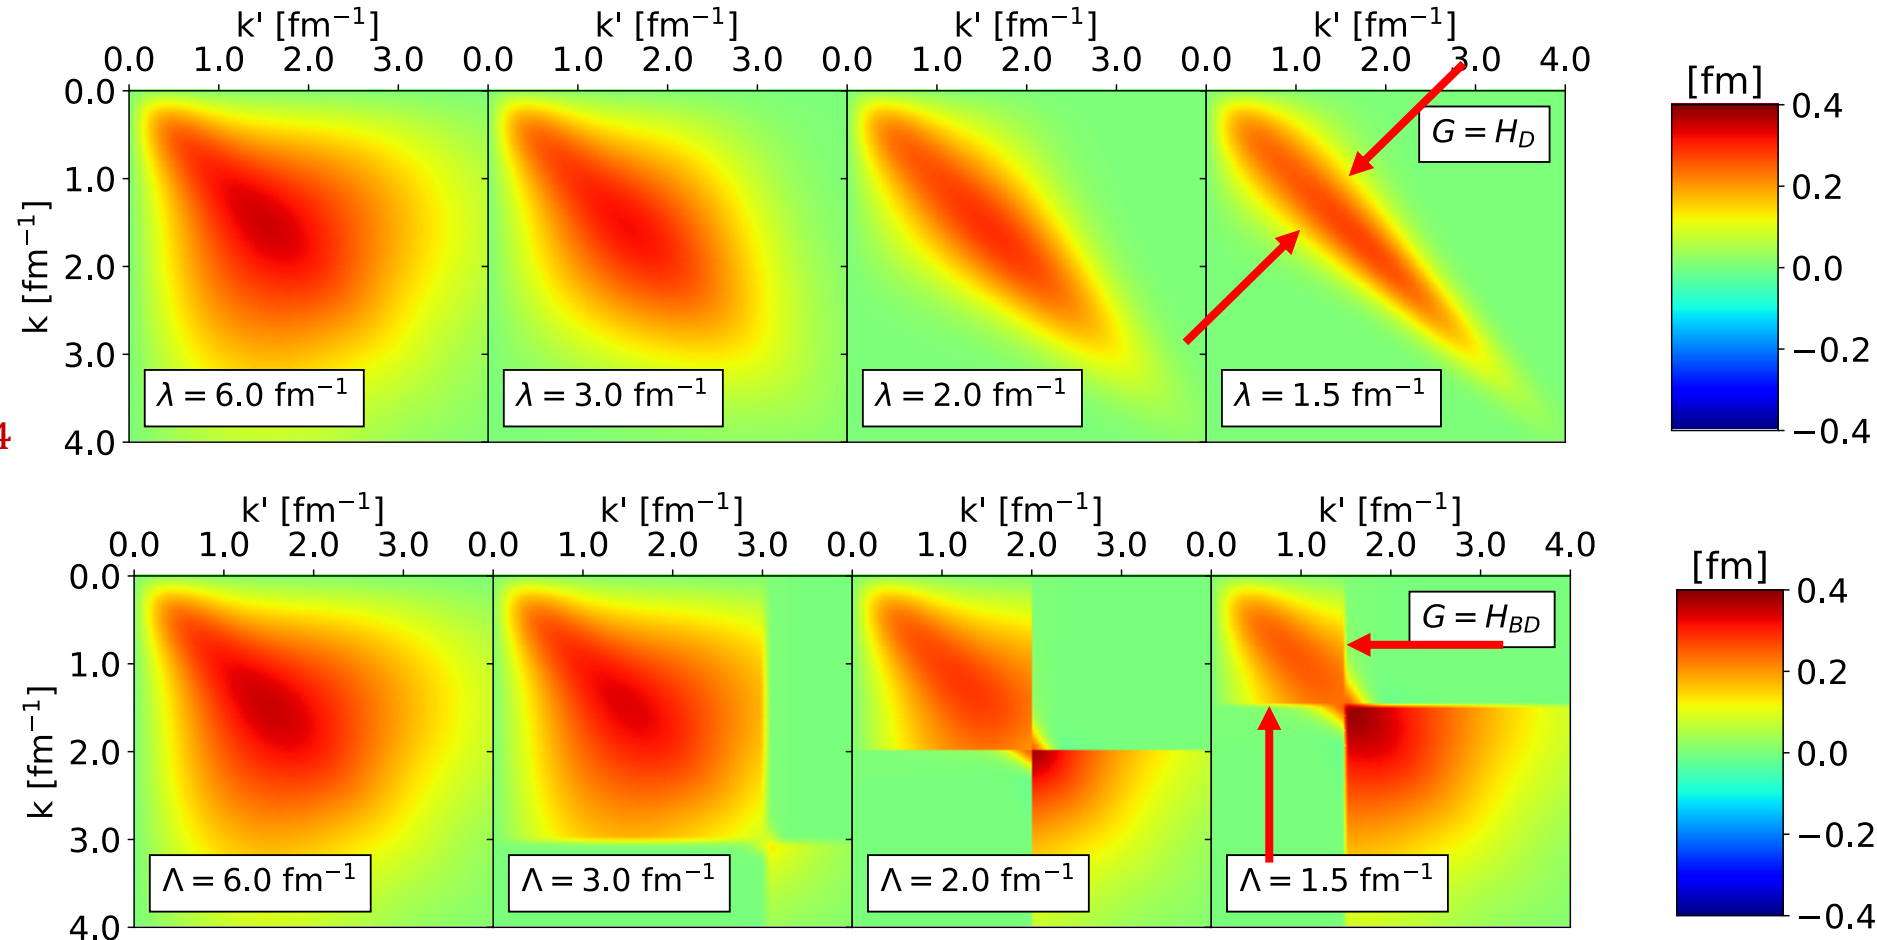 k' [fm⁻¹] k' [fm⁻¹] k' [fm⁻¹] k' [fm⁻¹]
0.0 1.0 2.0 3.0 0.0 1.0 2.0 3.0 0.0 1.0 2.0 3.0 0.0 1.0 2.0 3.0 4.0
k [fm⁻¹]
0.0
1.0
2.0
3.0
4.0
4
λ = 6.0 fm⁻¹
λ = 3.0 fm⁻¹
λ = 2.0 fm⁻¹
λ = 1.5 fm⁻¹
G = H_D
[fm]
0.4
0.2
0.0
−0.2
−0.4
k' [fm⁻¹] k' [fm⁻¹] k' [fm⁻¹] k' [fm⁻¹]
0.0 1.0 2.0 3.0 0.0 1.0 2.0 3.0 0.0 1.0 2.0 3.0 0.0 1.0 2.0 3.0 4.0
k [fm⁻¹]
0.0
1.0
2.0
3.0
4.0
Λ = 6.0 fm⁻¹
Λ = 3.0 fm⁻¹
Λ = 2.0 fm⁻¹
Λ = 1.5 fm⁻¹
G = H_BD
[fm]
0.4
0.2
0.0
−0.2
−0.4